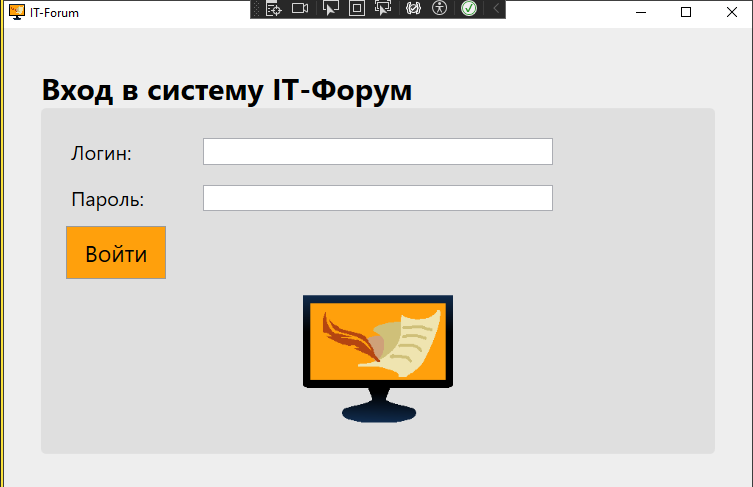 IT-Forum
Вход в систему IT-Форум
Логин:
Пароль:
Войти